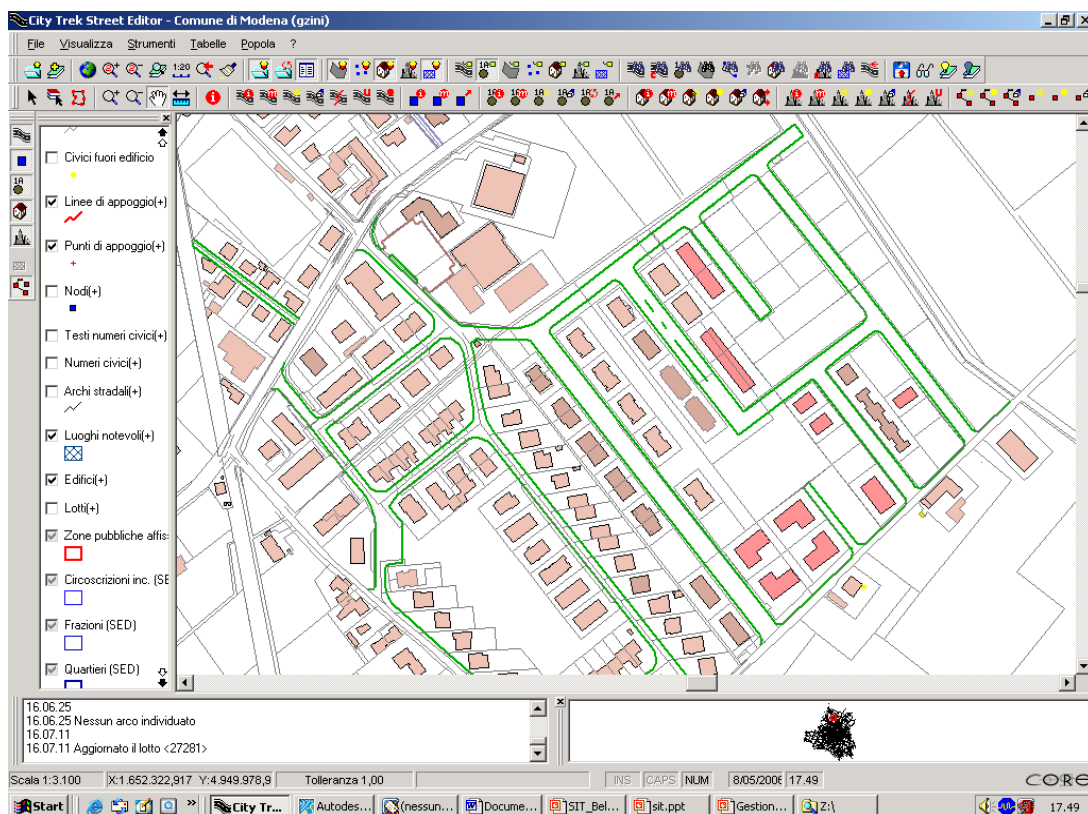 City Trek Street Editor - Comune di Modena (gzini)
File Visualizza Strumenti Tabelle Popola ?
1:20
Civici fuori edificio
Linee di appoggio(+)
Punti di appoggio(+)
Nodi(+)
Testi numeri civici(+)
Numeri civici(+)
Archi stradali(+)
Luoghi notevoli(+)
Edifici(+)
Lotti(+)
Zone pubbliche affis
Circoscrizioni inc. (SE
Frazioni (SED)
Quartieri (SED)
16.06.25
16.06.25 Nessun arco individuato
16.07.11
16.07.11 Aggiornato il lotto <27281>
Scala 1:3.100 X:1.652.322,917 Y:4.949.978,9 Tolleranza 1,00 INS CAPS NUM 8/05/2006 17.49 CORE
Start » City Tr... Autodes... (nessun... Docume... SIT_Bel... sit.ppt Gestion... Z:\ 17.49